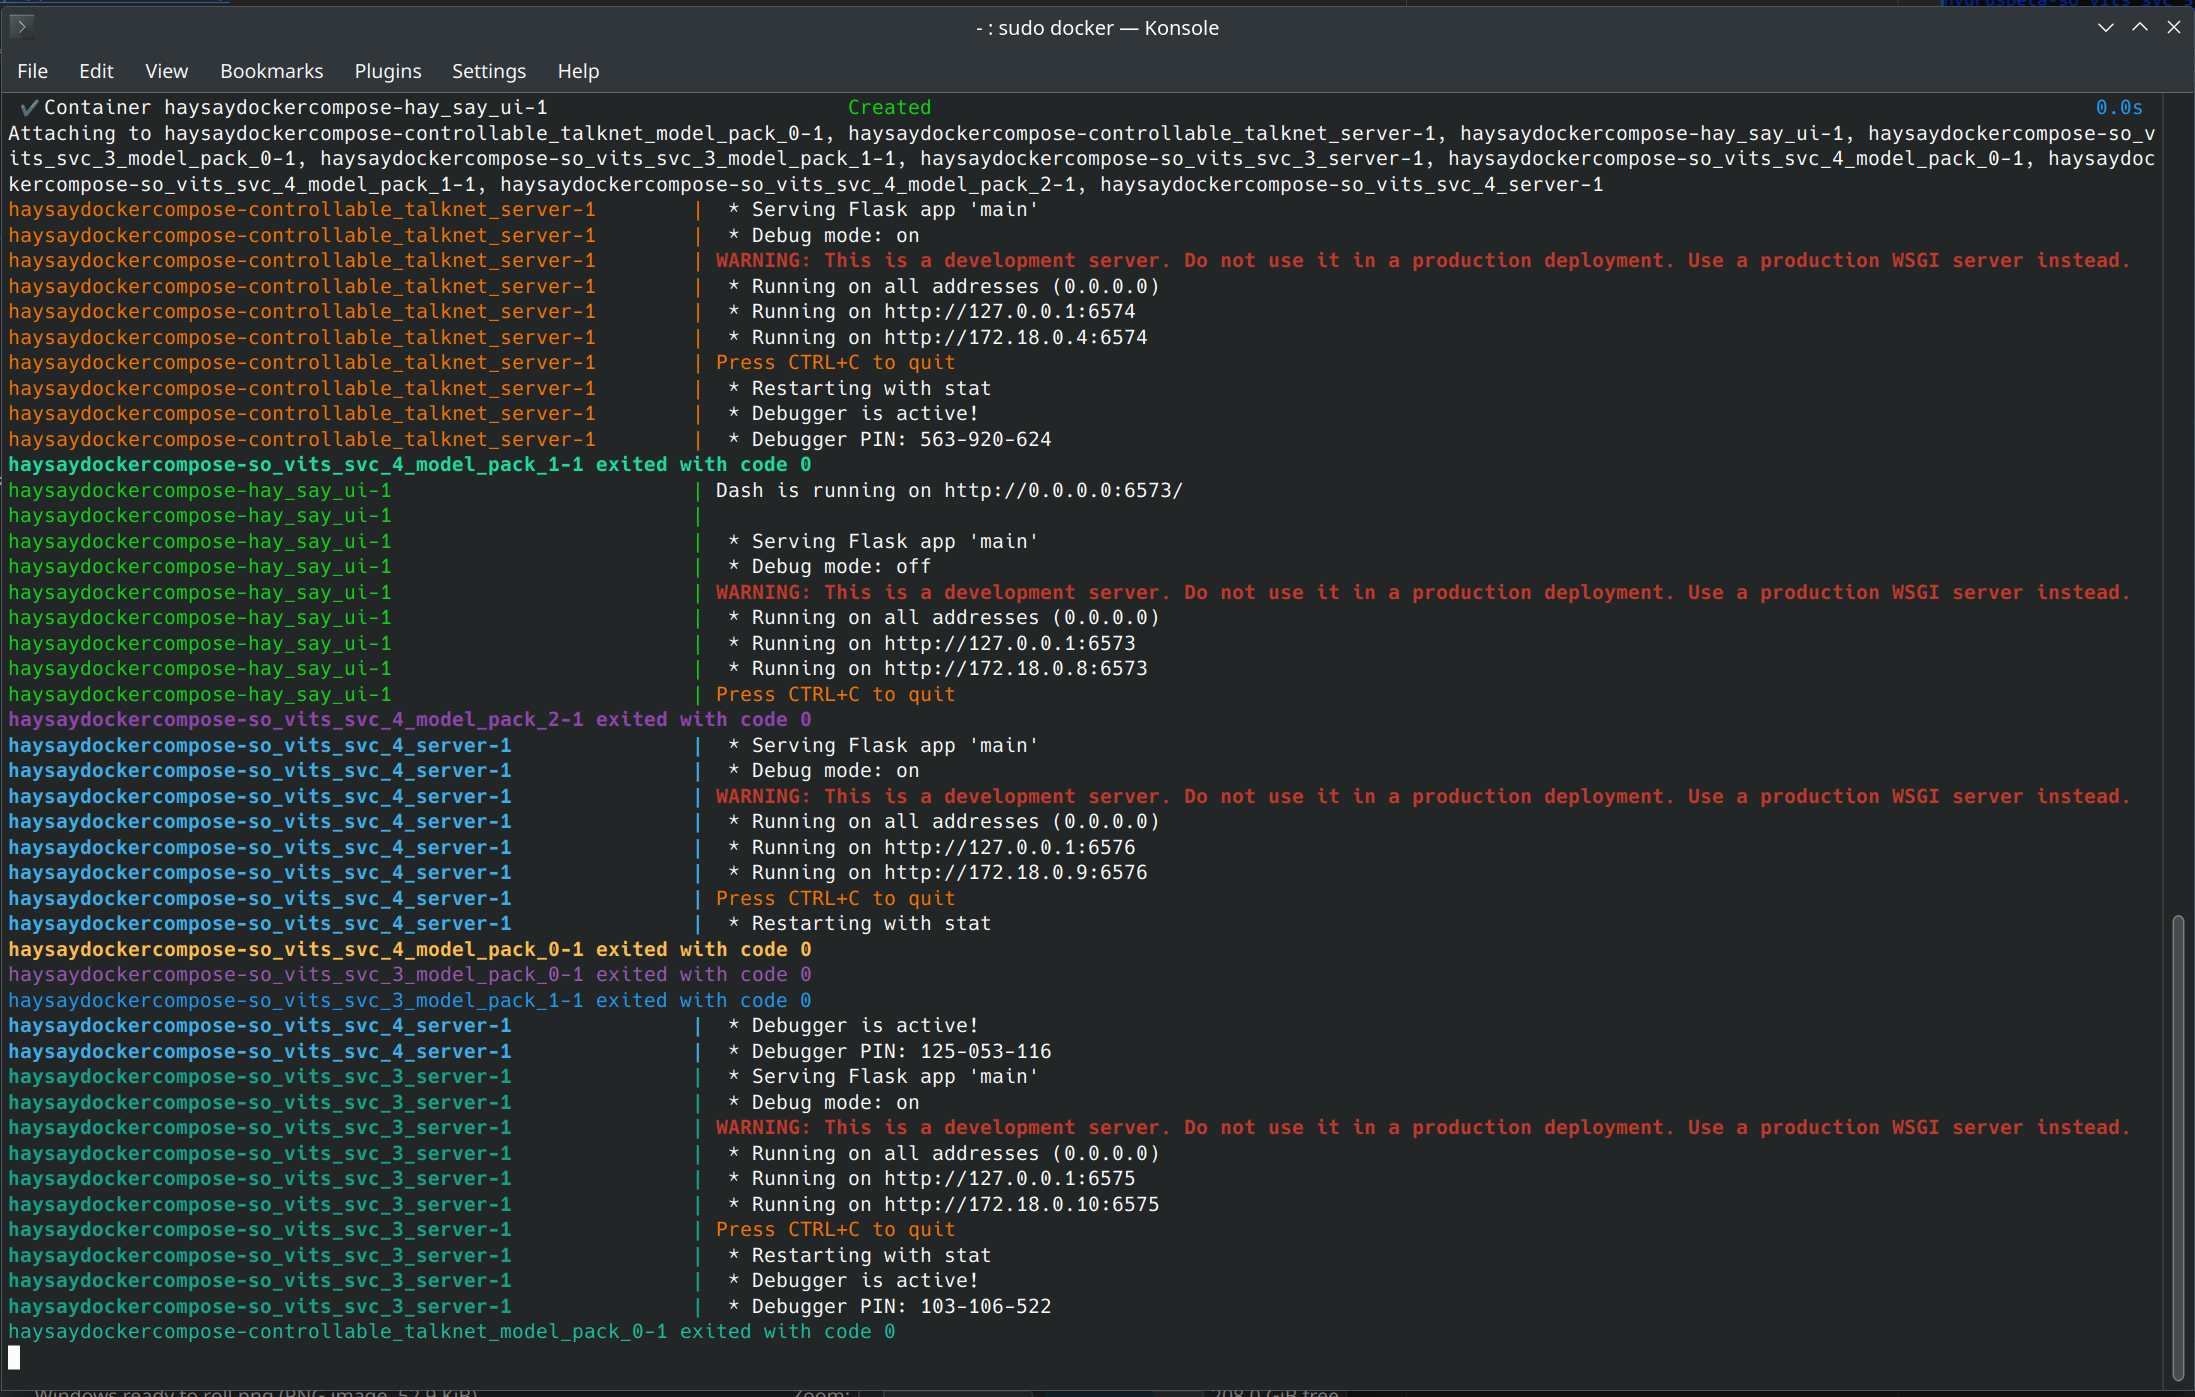 - : sudo docker — Konsole
File Edit View Bookmarks Plugins Settings Help
✔ Container haysaydockercompose-hay_say_ui-1 Created 0.0s
Attaching to haysaydockercompose-controllable_talknet_model_pack_0-1, haysaydockercompose-controllable_talknet_server-1, haysaydockercompose-hay_say_ui-1, haysaydockercompose-so_v
its_svc_3_model_pack_0-1, haysaydockercompose-so_vits_svc_3_model_pack_1-1, haysaydockercompose-so_vits_svc_3_server-1, haysaydockercompose-so_vits_svc_4_model_pack_0-1, haysaydoc
kercompose-so_vits_svc_4_model_pack_1-1, haysaydockercompose-so_vits_svc_4_model_pack_2-1, haysaydockercompose-so_vits_svc_4_server-1
haysaydockercompose-controllable_talknet_server-1 | * Serving Flask app 'main'
haysaydockercompose-controllable_talknet_server-1 | * Debug mode: on
haysaydockercompose-controllable_talknet_server-1 | WARNING: This is a development server. Do not use it in a production deployment. Use a production WSGI server instead.
haysaydockercompose-controllable_talknet_server-1 | * Running on all addresses (0.0.0.0)
haysaydockercompose-controllable_talknet_server-1 | * Running on http://127.0.0.1:6574
haysaydockercompose-controllable_talknet_server-1 | * Running on http://172.18.0.4:6574
haysaydockercompose-controllable_talknet_server-1 | Press CTRL+C to quit
haysaydockercompose-controllable_talknet_server-1 | * Restarting with stat
haysaydockercompose-controllable_talknet_server-1 | * Debugger is active!
haysaydockercompose-controllable_talknet_server-1 | * Debugger PIN: 563-920-624
haysaydockercompose-so_vits_svc_4_model_pack_1-1 exited with code 0
haysaydockercompose-hay_say_ui-1 | Dash is running on http://0.0.0.0:6573/
haysaydockercompose-hay_say_ui-1 |
haysaydockercompose-hay_say_ui-1 | * Serving Flask app 'main'
haysaydockercompose-hay_say_ui-1 | * Debug mode: off
haysaydockercompose-hay_say_ui-1 | WARNING: This is a development server. Do not use it in a production deployment. Use a production WSGI server instead.
haysaydockercompose-hay_say_ui-1 | * Running on all addresses (0.0.0.0)
haysaydockercompose-hay_say_ui-1 | * Running on http://127.0.0.1:6573
haysaydockercompose-hay_say_ui-1 | * Running on http://172.18.0.8:6573
haysaydockercompose-hay_say_ui-1 | Press CTRL+C to quit
haysaydockercompose-so_vits_svc_4_model_pack_2-1 exited with code 0
haysaydockercompose-so_vits_svc_4_server-1 | * Serving Flask app 'main'
haysaydockercompose-so_vits_svc_4_server-1 | * Debug mode: on
haysaydockercompose-so_vits_svc_4_server-1 | WARNING: This is a development server. Do not use it in a production deployment. Use a production WSGI server instead.
haysaydockercompose-so_vits_svc_4_server-1 | * Running on all addresses (0.0.0.0)
haysaydockercompose-so_vits_svc_4_server-1 | * Running on http://127.0.0.1:6576
haysaydockercompose-so_vits_svc_4_server-1 | * Running on http://172.18.0.9:6576
haysaydockercompose-so_vits_svc_4_server-1 | Press CTRL+C to quit
haysaydockercompose-so_vits_svc_4_server-1 | * Restarting with stat
haysaydockercompose-so_vits_svc_4_model_pack_0-1 exited with code 0
haysaydockercompose-so_vits_svc_3_model_pack_0-1 exited with code 0
haysaydockercompose-so_vits_svc_3_model_pack_1-1 exited with code 0
haysaydockercompose-so_vits_svc_4_server-1 | * Debugger is active!
haysaydockercompose-so_vits_svc_4_server-1 | * Debugger PIN: 125-053-116
haysaydockercompose-so_vits_svc_3_server-1 | * Serving Flask app 'main'
haysaydockercompose-so_vits_svc_3_server-1 | * Debug mode: on
haysaydockercompose-so_vits_svc_3_server-1 | WARNING: This is a development server. Do not use it in a production deployment. Use a production WSGI server instead.
haysaydockercompose-so_vits_svc_3_server-1 | * Running on all addresses (0.0.0.0)
haysaydockercompose-so_vits_svc_3_server-1 | * Running on http://127.0.0.1:6575
haysaydockercompose-so_vits_svc_3_server-1 | * Running on http://172.18.0.10:6575
haysaydockercompose-so_vits_svc_3_server-1 | Press CTRL+C to quit
haysaydockercompose-so_vits_svc_3_server-1 | * Restarting with stat
haysaydockercompose-so_vits_svc_3_server-1 | * Debugger is active!
haysaydockercompose-so_vits_svc_3_server-1 | * Debugger PIN: 103-106-522
haysaydockercompose-controllable_talknet_model_pack_0-1 exited with code 0
Windows ready to roll.png (PNG image, 52.9 KiB) Zoom: 208.0 GiB free